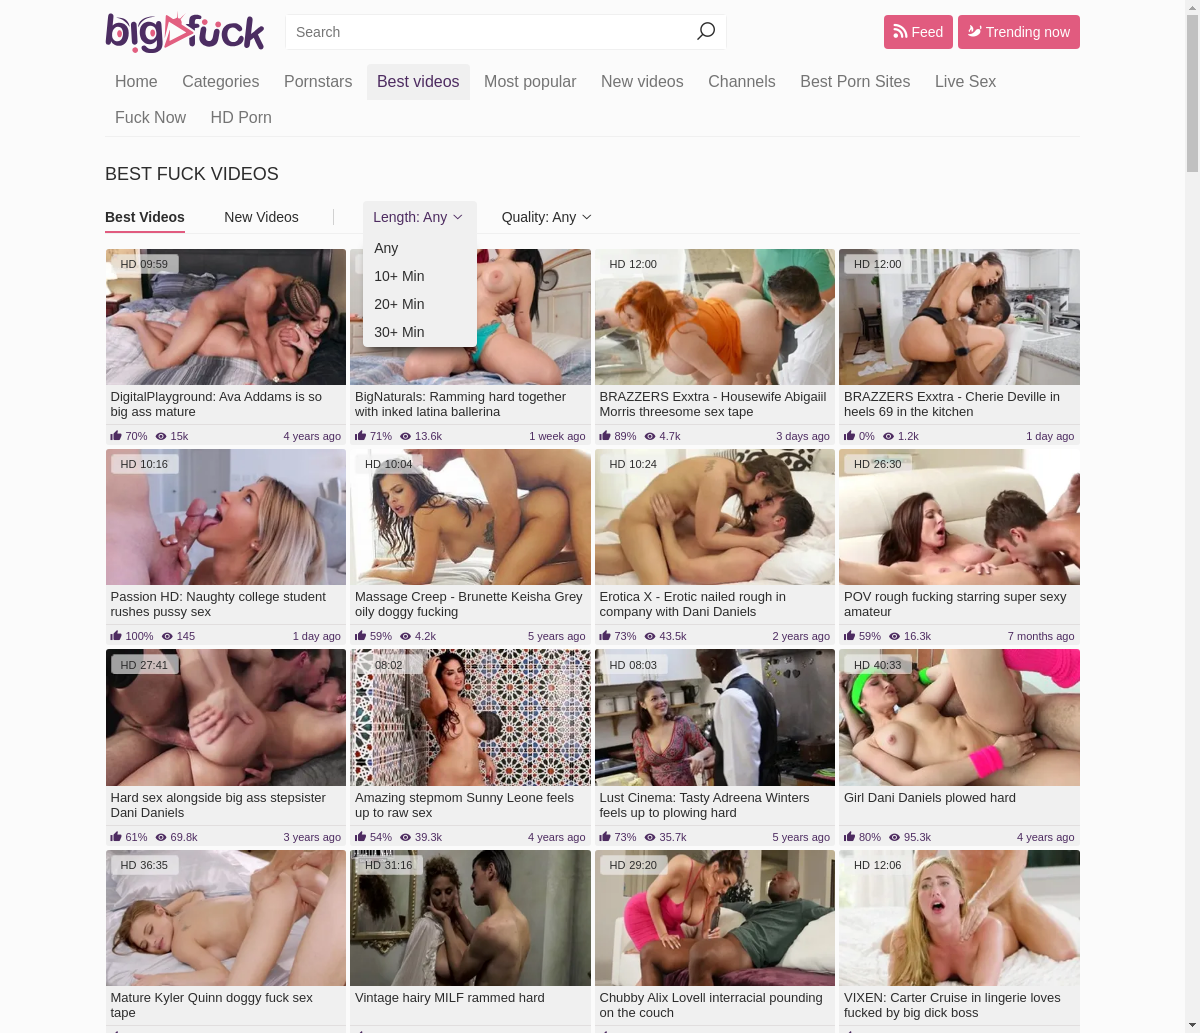 bigfuck
Search
Feed
Trending now
Home Categories Pornstars Best videos Most popular New videos Channels Best Porn Sites Live Sex
Fuck Now HD Porn
BEST FUCK VIDEOS
Best Videos New Videos Length: Any Quality: Any
Any
10+ Min
20+ Min
30+ Min
HD 09:59
HD 12:00
HD 12:00
DigitalPlayground: Ava Addams is so
big ass mature
70% 15k 4 years ago
BigNaturals: Ramming hard together
with inked latina ballerina
71% 13.6k 1 week ago
BRAZZERS Exxtra - Housewife Abigaiil
Morris threesome sex tape
89% 4.7k 3 days ago
BRAZZERS Exxtra - Cherie Deville in
heels 69 in the kitchen
0% 1.2k 1 day ago
HD 10:16
HD 10:04
HD 10:24
HD 26:30
Passion HD: Naughty college student
rushes pussy sex
100% 145 1 day ago
Massage Creep - Brunette Keisha Grey
oily doggy fucking
59% 4.2k 5 years ago
Erotica X - Erotic nailed rough in
company with Dani Daniels
73% 43.5k 2 years ago
POV rough fucking starring super sexy
amateur
59% 16.3k 7 months ago
HD 27:41
08:02
HD 08:03
HD 40:33
Hard sex alongside big ass stepsister
Dani Daniels
61% 69.8k 3 years ago
Amazing stepmom Sunny Leone feels
up to raw sex
54% 39.3k 4 years ago
Lust Cinema: Tasty Adreena Winters
feels up to plowing hard
73% 35.7k 5 years ago
Girl Dani Daniels plowed hard
80% 95.3k 4 years ago
HD 36:35
HD 31:16
HD 29:20
HD 12:06
Mature Kyler Quinn doggy fuck sex
tape
Vintage hairy MILF rammed hard
Chubby Alix Lovell interracial pounding
on the couch
VIXEN: Carter Cruise in lingerie loves
fucked by big dick boss